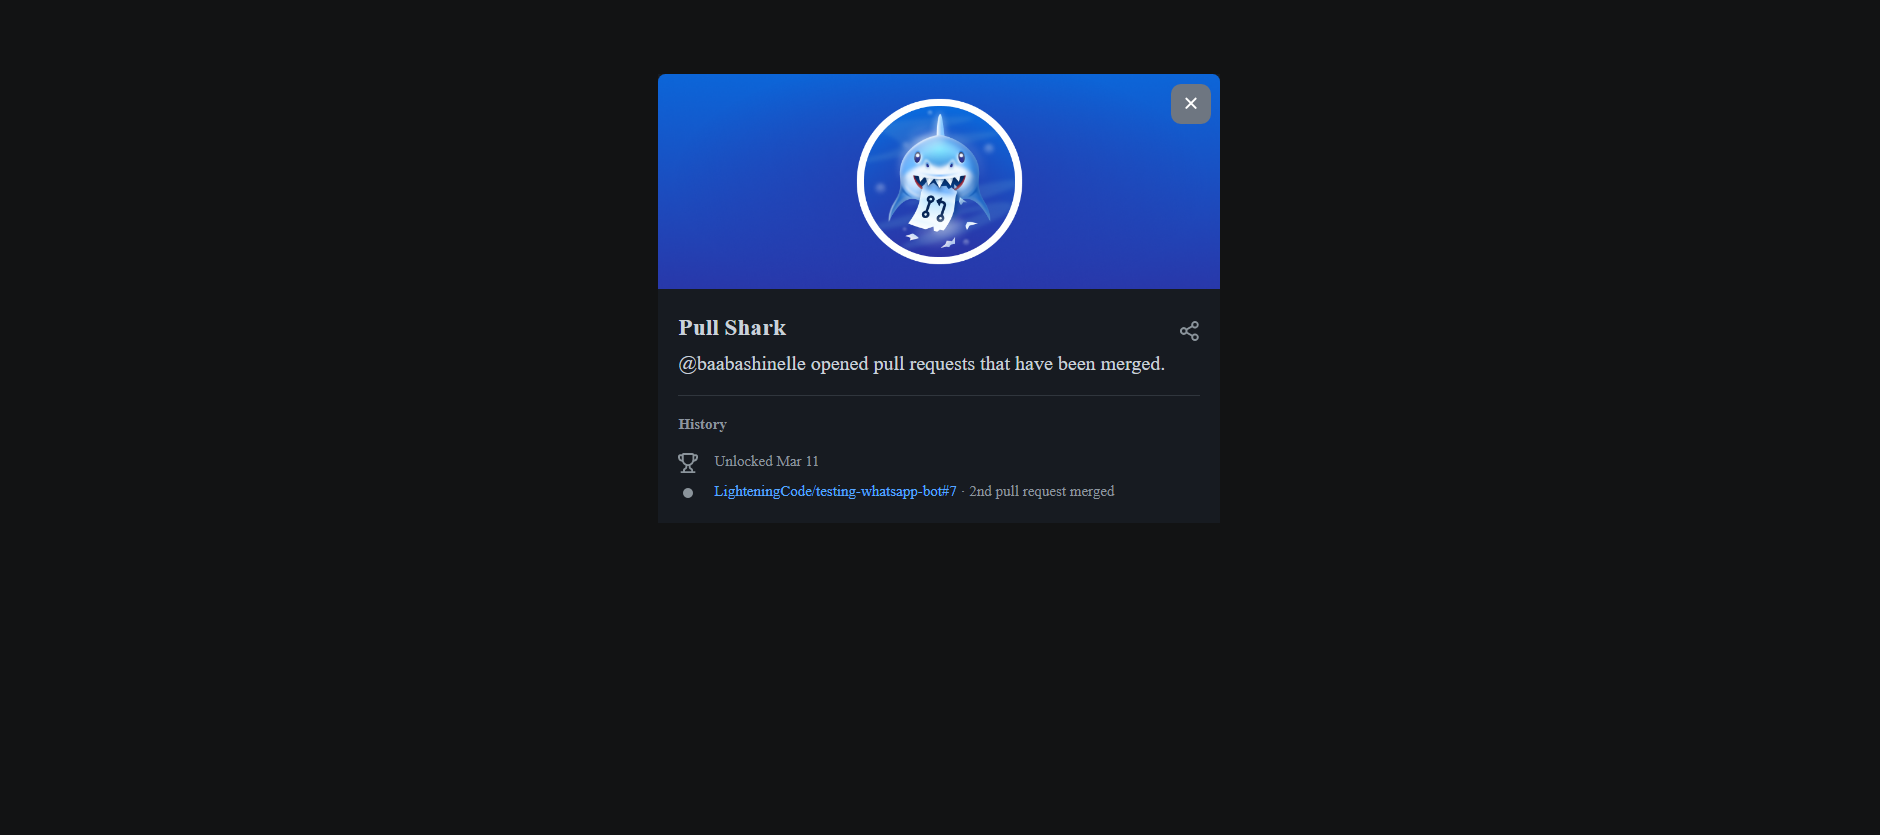 Pull Shark
@baabashinelle opened pull requests that have been merged.
History
Unlocked Mar 11
LighteningCode/testing-whatsapp-bot#7 · 2nd pull request merged